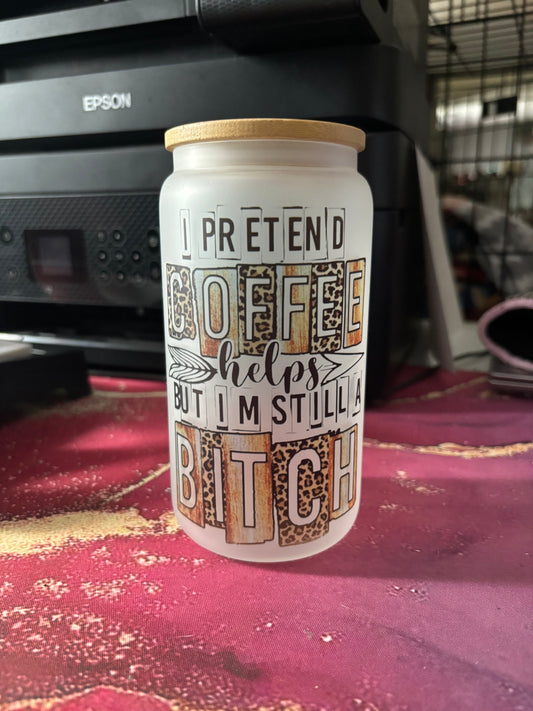 EPSON
I PRETEND
COFFEE
helps
BUT I M STILL A
BITCH